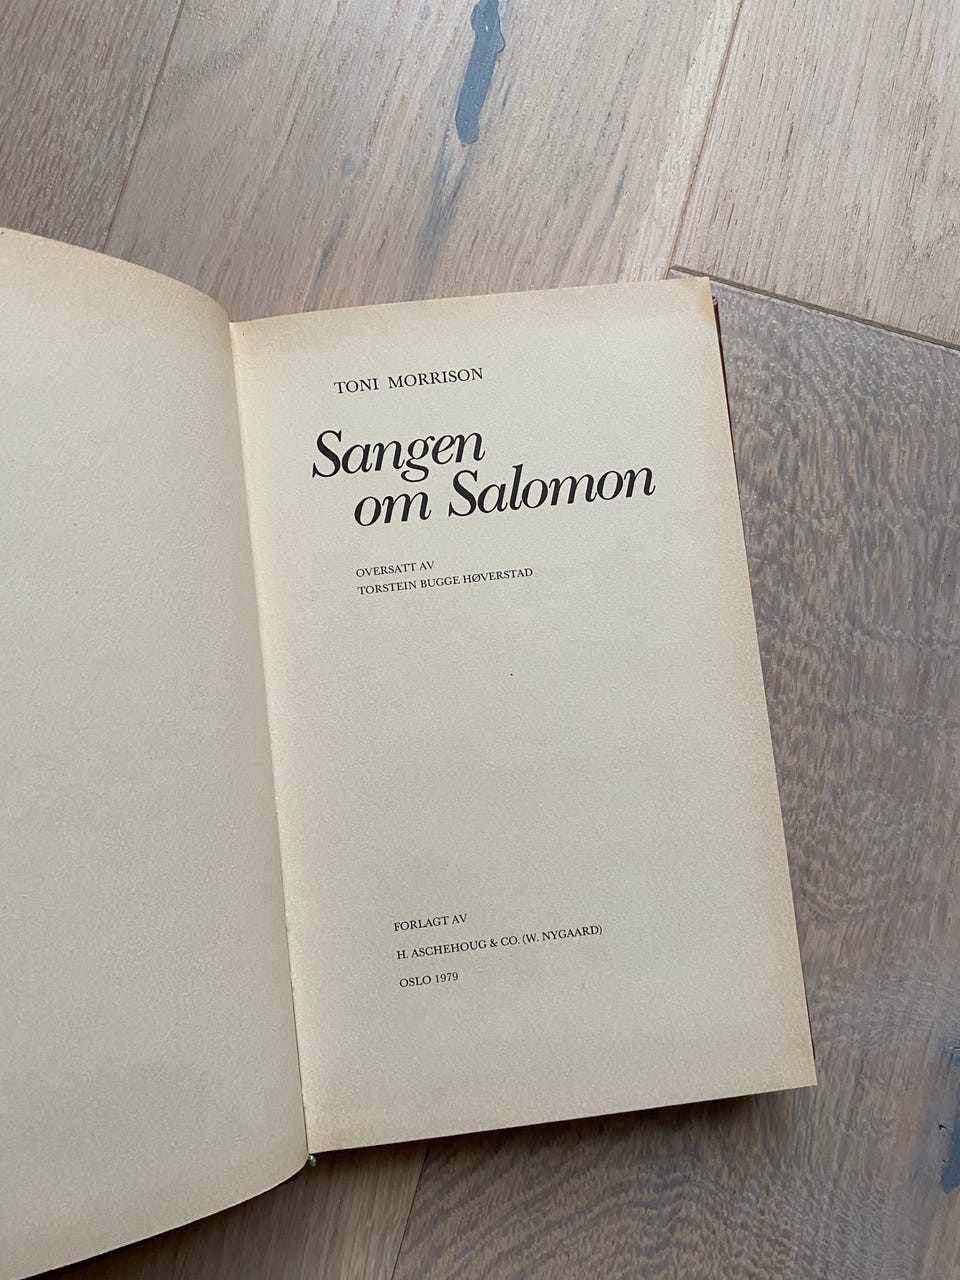 TONI MORRISON
Sangen
om Salomon
OVERSATT AV
TORSTEIN BUGGE HØVERSTAD
FORLAGT AV
H. ASCHEHOUG & CO. (W. NYGAARD)
OSLO 1979